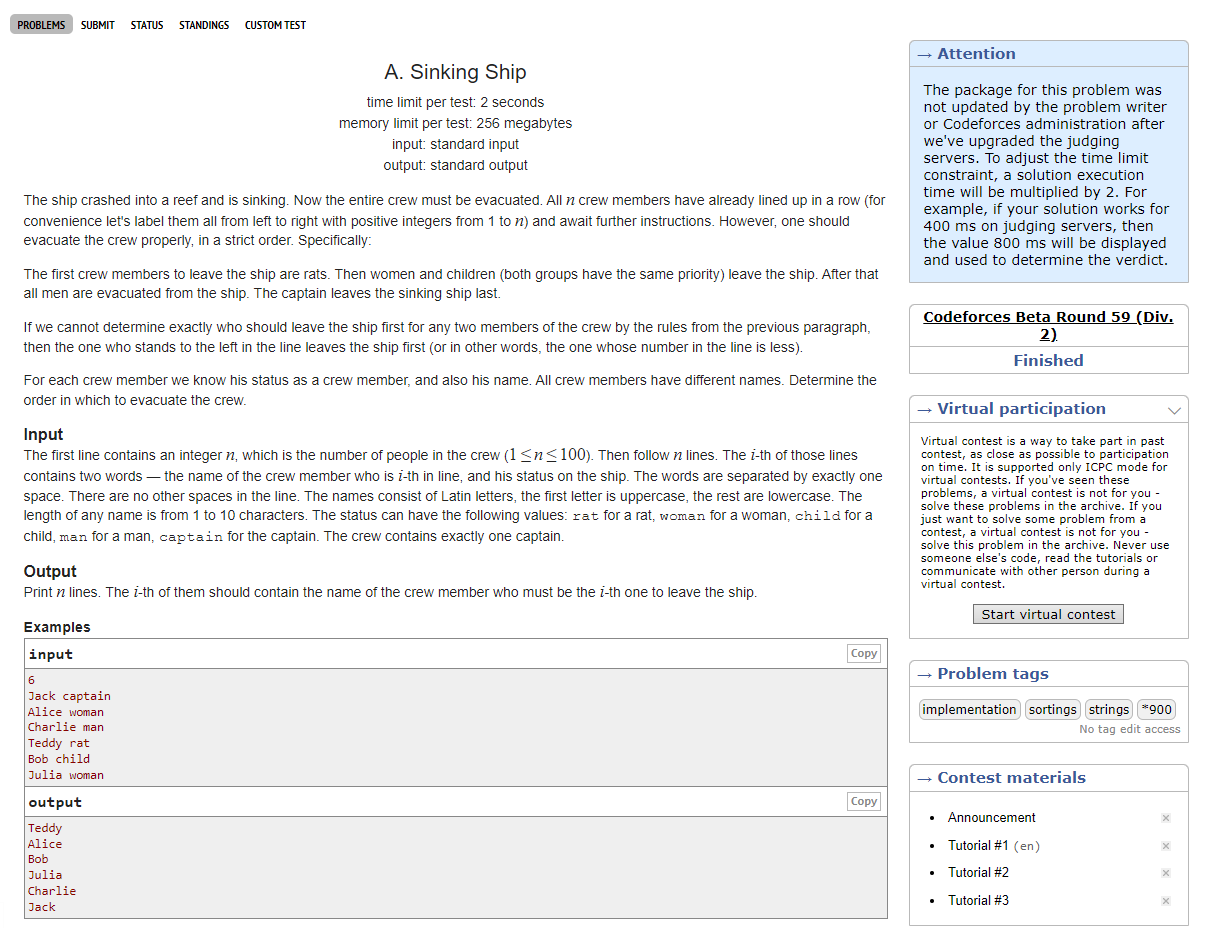 PROBLEMS SUBMIT STATUS STANDINGS CUSTOM TEST
A. Sinking Ship
time limit per test: 2 seconds
memory limit per test: 256 megabytes
input: standard input
output: standard output
The ship crashed into a reef and is sinking. Now the entire crew must be evacuated. All n crew members have already lined up in a row (for
convenience let's label them all from left to right with positive integers from 1 to n) and await further instructions. However, one should
evacuate the crew properly, in a strict order. Specifically:
The first crew members to leave the ship are rats. Then women and children (both groups have the same priority) leave the ship. After that
all men are evacuated from the ship. The captain leaves the sinking ship last.
If we cannot determine exactly who should leave the ship first for any two members of the crew by the rules from the previous paragraph,
then the one who stands to the left in the line leaves the ship first (or in other words, the one whose number in the line is less).
For each crew member we know his status as a crew member, and also his name. All crew members have different names. Determine the
order in which to evacuate the crew.
Input
The first line contains an integer n, which is the number of people in the crew (1 ≤ n ≤ 100). Then follow n lines. The i-th of those lines
contains two words — the name of the crew member who is i-th in line, and his status on the ship. The words are separated by exactly one
space. There are no other spaces in the line. The names consist of Latin letters, the first letter is uppercase, the rest are lowercase. The
length of any name is from 1 to 10 characters. The status can have the following values: rat for a rat, woman for a woman, child for a
child, man for a man, captain for the captain. The crew contains exactly one captain.
Output
Print n lines. The i-th of them should contain the name of the crew member who must be the i-th one to leave the ship.
Examples
input Copy
6
Jack captain
Alice woman
Charlie man
Teddy rat
Bob child
Julia woman
output Copy
Teddy
Alice
Bob
Julia
Charlie
Jack
→ Attention
The package for this problem was
not updated by the problem writer
or Codeforces administration after
we've upgraded the judging
servers. To adjust the time limit
constraint, a solution execution
time will be multiplied by 2. For
example, if your solution works for
400 ms on judging servers, then
the value 800 ms will be displayed
and used to determine the verdict.
Codeforces Beta Round 59 (Div.
2)
Finished
→ Virtual participation
Virtual contest is a way to take part in past
contest, as close as possible to participation
on time. It is supported only ICPC mode for
virtual contests. If you've seen these
problems, a virtual contest is not for you -
solve these problems in the archive. If you
just want to solve some problem from a
contest, a virtual contest is not for you -
solve this problem in the archive. Never use
someone else's code, read the tutorials or
communicate with other person during a
virtual contest.
Start virtual contest
→ Problem tags
implementation sortings strings *900
No tag edit access
→ Contest materials
• Announcement
• Tutorial #1 (en)
• Tutorial #2
• Tutorial #3